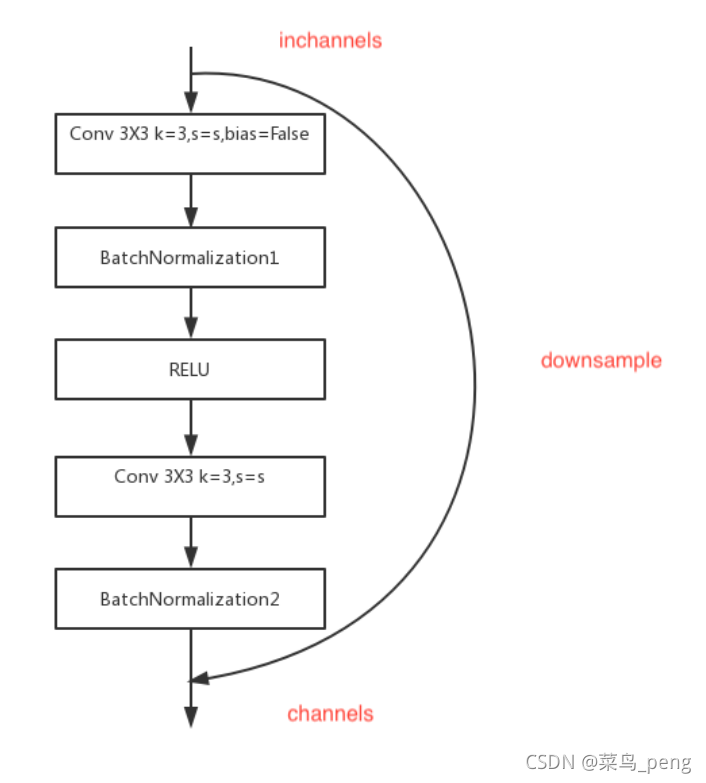 inchannels
Conv 3X3 k=3,s=s,bias=False
BatchNormalization1
RELU
downsample
Conv 3X3 k=3,s=s
BatchNormalization2
channels
CSDN @菜鸟_peng